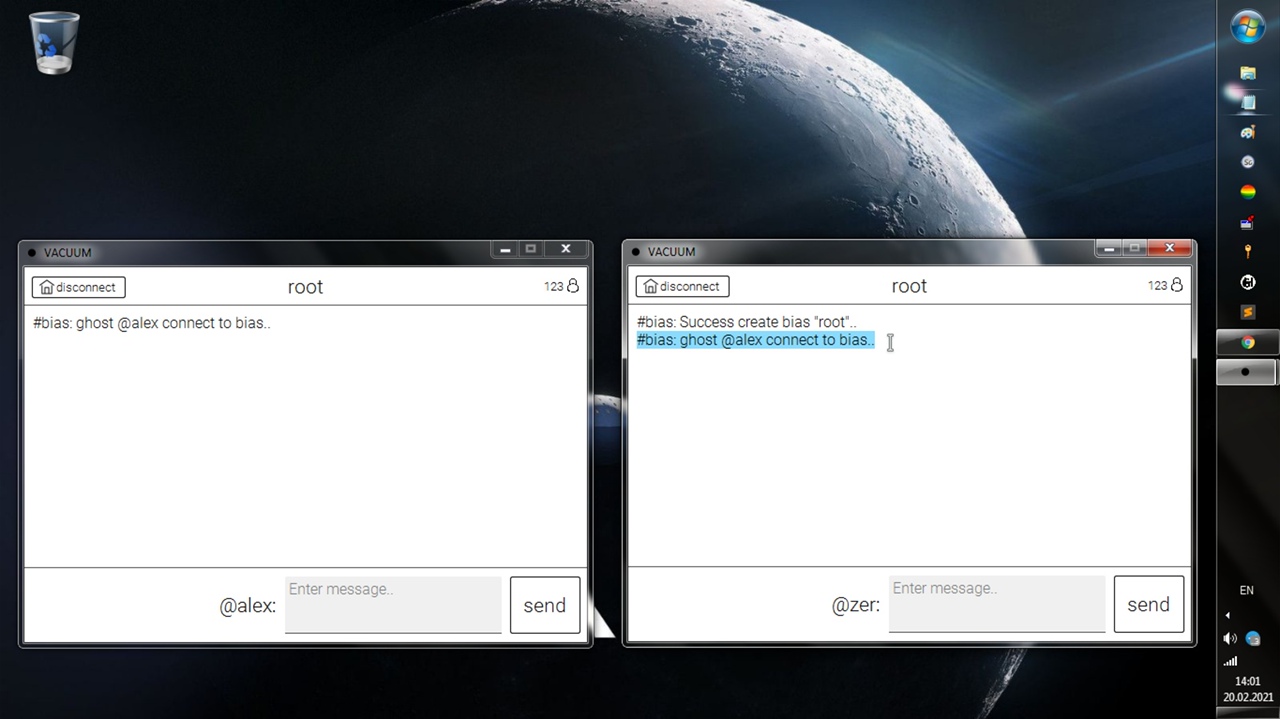 VACUUM
disconnect
root
123
#bias: ghost @alex connect to bias..
@alex:
Enter message..
send
VACUUM
disconnect
root
123
#bias: Success create bias "root"..
#bias: ghost @alex connect to bias..
@zer:
Enter message..
send
EN
14:01
20.02.2021